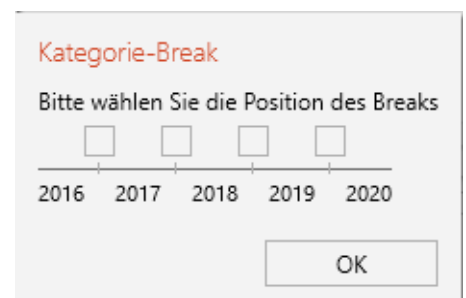 Kategorie-Break
Bitte wählen Sie die Position des Breaks
2016 2017 2018 2019 2020
OK